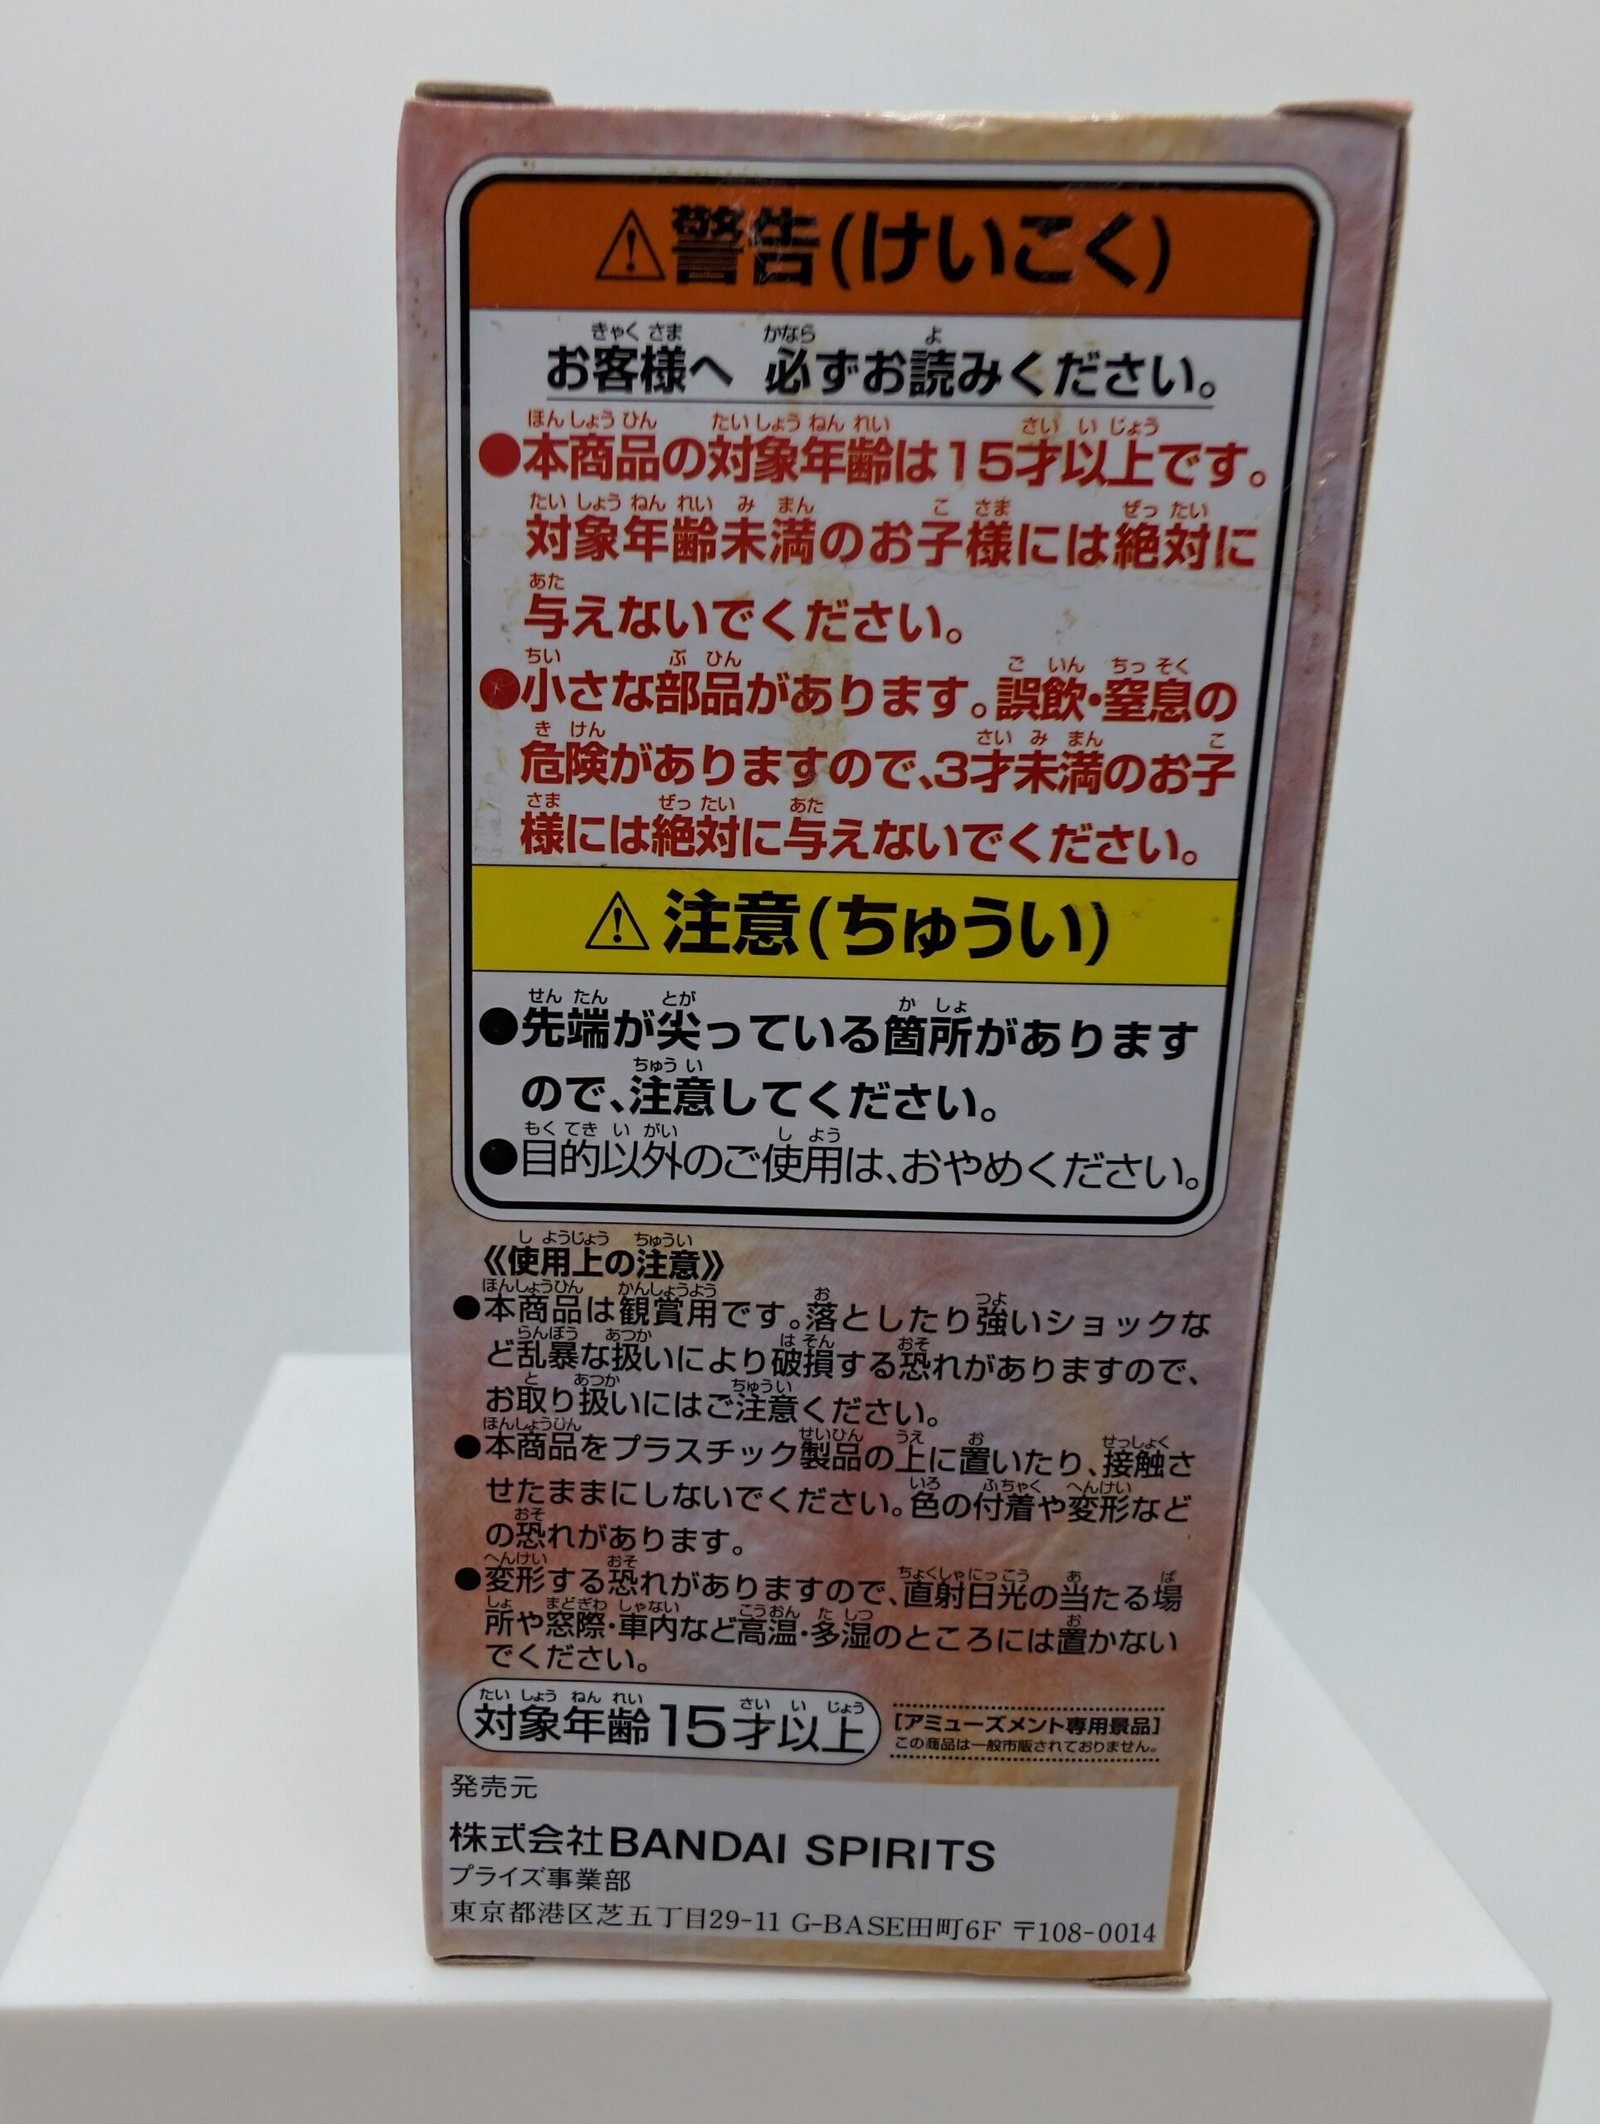 ⚠警告(けいこく)
お客様へ 必ずお読みください。
●本商品の対象年齢は15才以上です。
対象年齢未満のお子様には絶対に
与えないでください。
●小さな部品があります。誤飲・窒息の
危険がありますので、3才未満のお子
様には絶対に与えないでください。
⚠注意(ちゅうい)
●先端が尖っている箇所があります
ので、注意してください。
●目的以外のご使用は、おやめください。
《使用上の注意》
●本商品は観賞用です。落としたり強いショックな
ど乱暴な扱いにより破損する恐れがありますので、
お取り扱いにはご注意ください。
●本商品をプラスチック製品の上に置いたり、接触さ
せたままにしないでください。色の付着や変形など
の恐れがあります。
●変形する恐れがありますので、直射日光の当たる場
所や窓際・車内など高温・多湿のところには置かない
でください。
対象年齢15才以上
[アミューズメント専用景品]
この商品は一般市販されておりません。
発売元
株式会社BANDAI SPIRITS
プライズ事業部
東京都港区芝五丁目29-11 G-BASE田町6F 〒108-0014